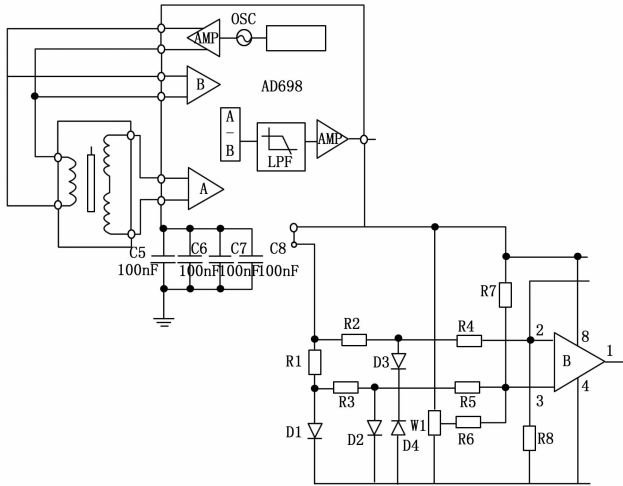 OSC
AMP
B
AD698
A
-
B
AMP
LPF
A
C5 C6 C7 C8
100nF 100nF 100nF 100nF
R7
R2 R4 2 8
R1 D3 B 1
R3 R5 4
3
D1 D2 D4 W1 R6 R8